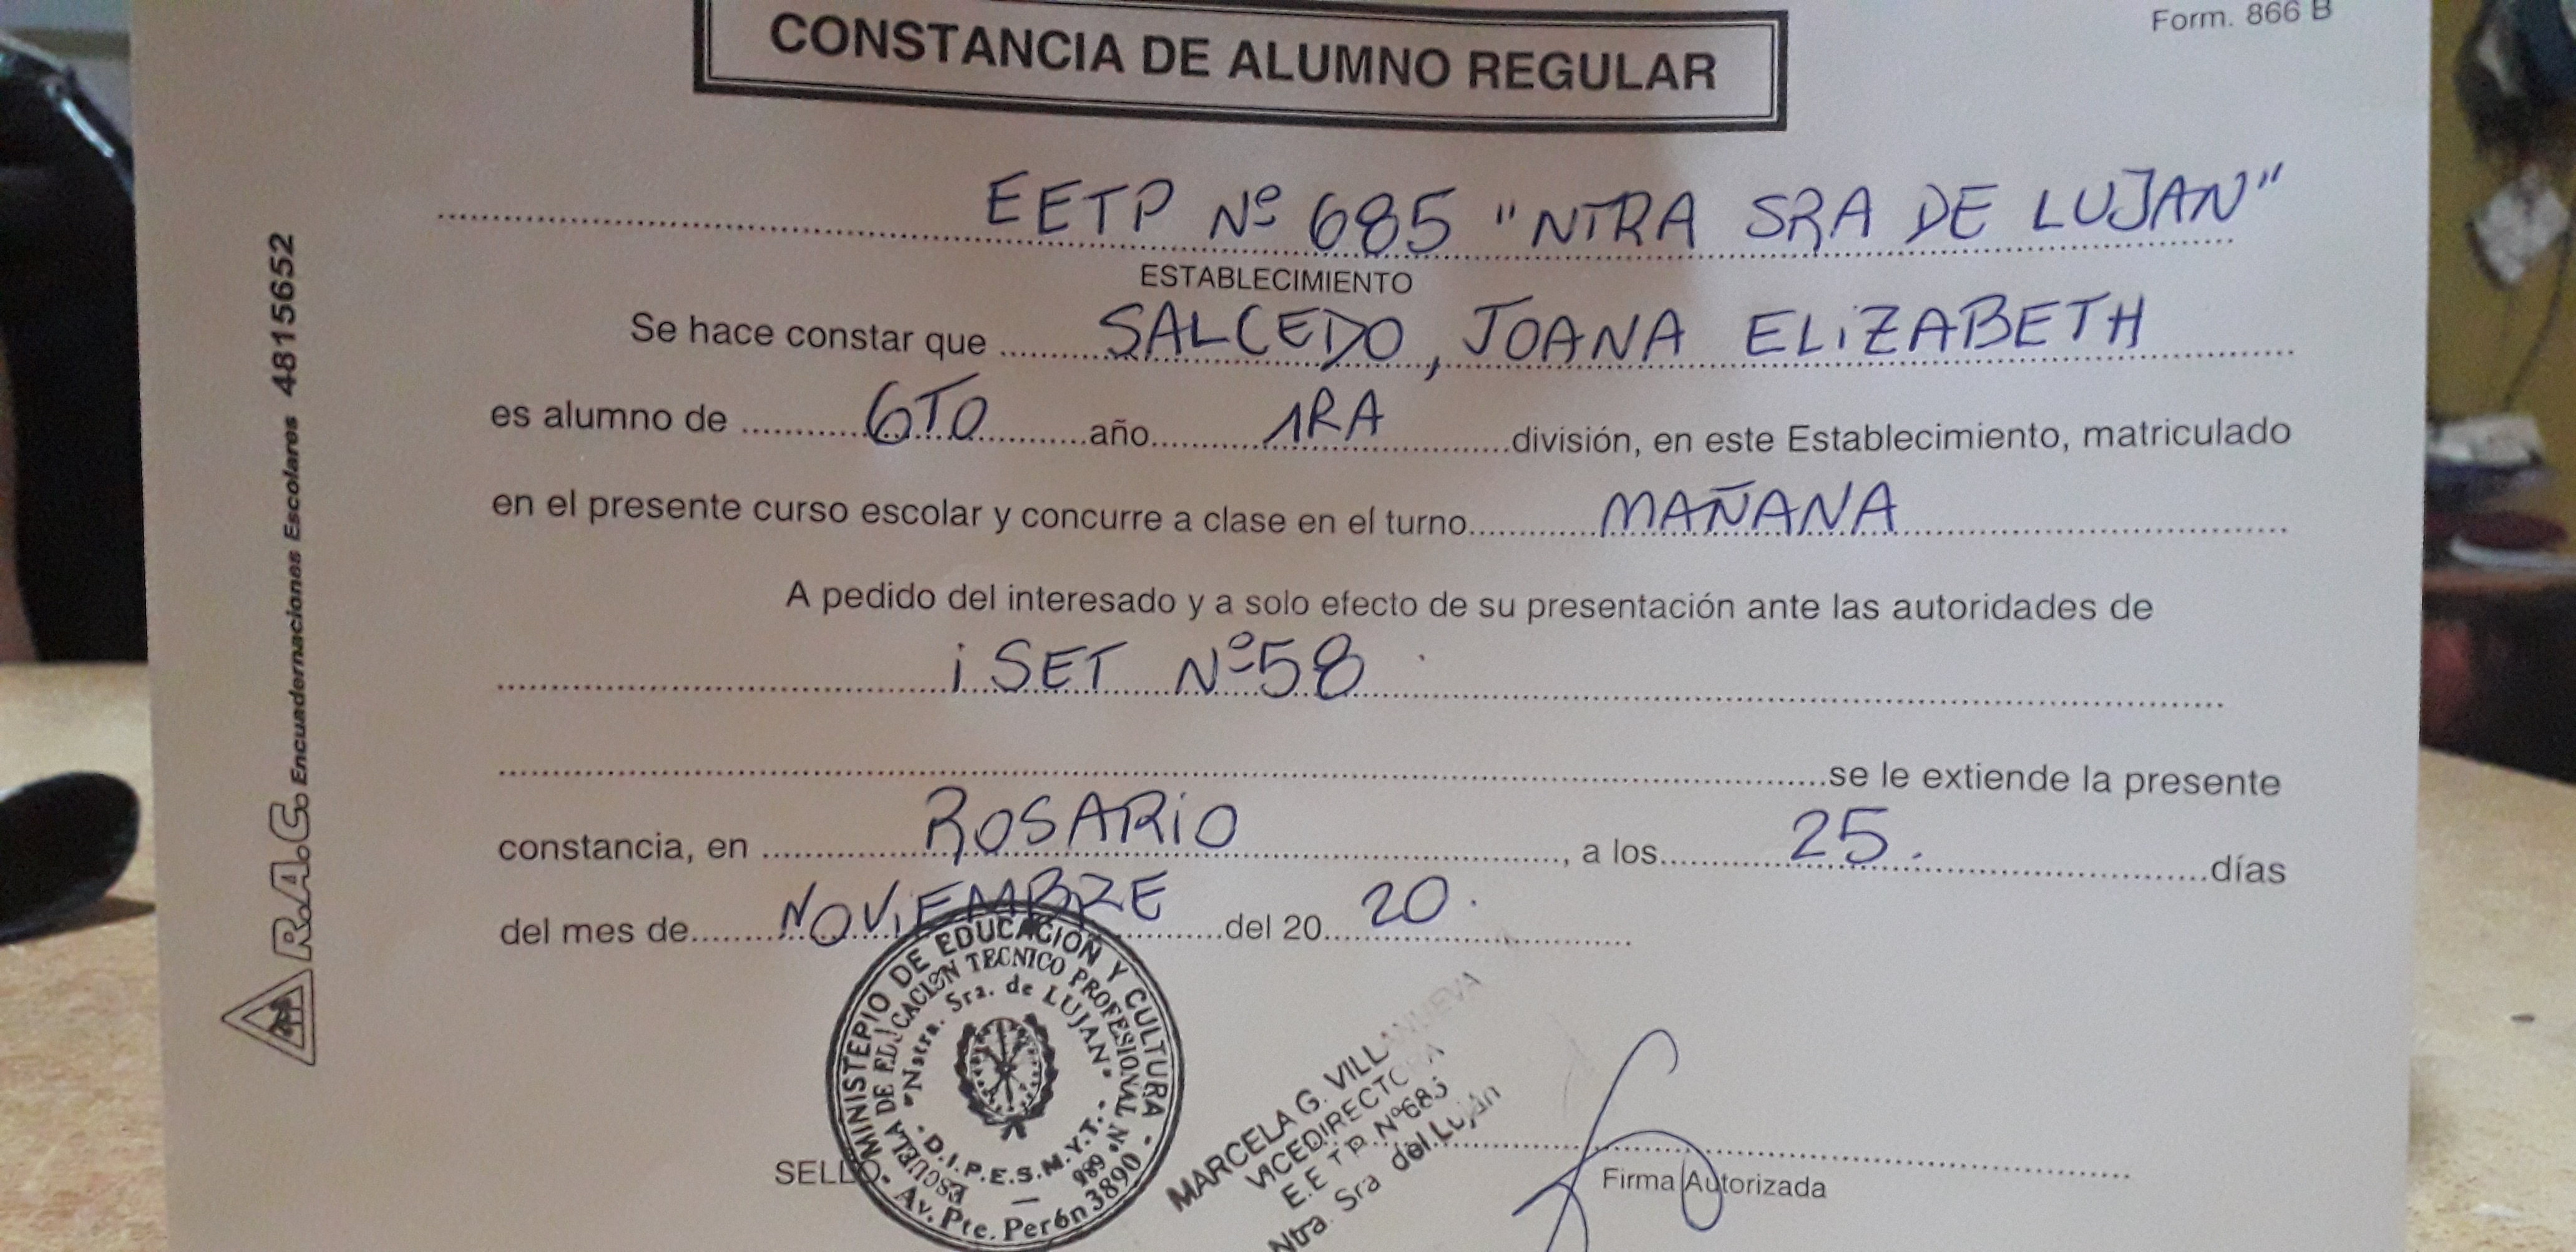 Form. 866 B
CONSTANCIA DE ALUMNO REGULAR
EETP Nº 685 "NTRA SRA DE LUJAN"
ESTABLECIMIENTO
Se hace constar que SALCEDO, JOANA ELIZABETH
es alumno de 6TO año 1RA división, en este Establecimiento, matriculado
en el presente curso escolar y concurre a clase en el turno MAÑANA
A pedido del interesado y a solo efecto de su presentación ante las autoridades de
iSET Nº58
se le extiende la presente
constancia, en ROSARIO, a los 25. días
del mes de NOVIEMBRE del 20 20.
SELLO
MINISTERIO DE EDUCACION Y CULTURA
ESCUELA DE EDUCACION TECNICO PROFESIONAL Nº 685
"Nstra. Sra. de LUJAN"
D.I.P.E.S.M.Y.T.
Av. Pte. Perón 3890
MARCELA G. VILLANUEVA
VICEDIRECTORA
E.E.T.P. Nº685
Ntra. Sra del Luján
Firma Autorizada
R.A.C. Encuadernaciones Escolares 4815652